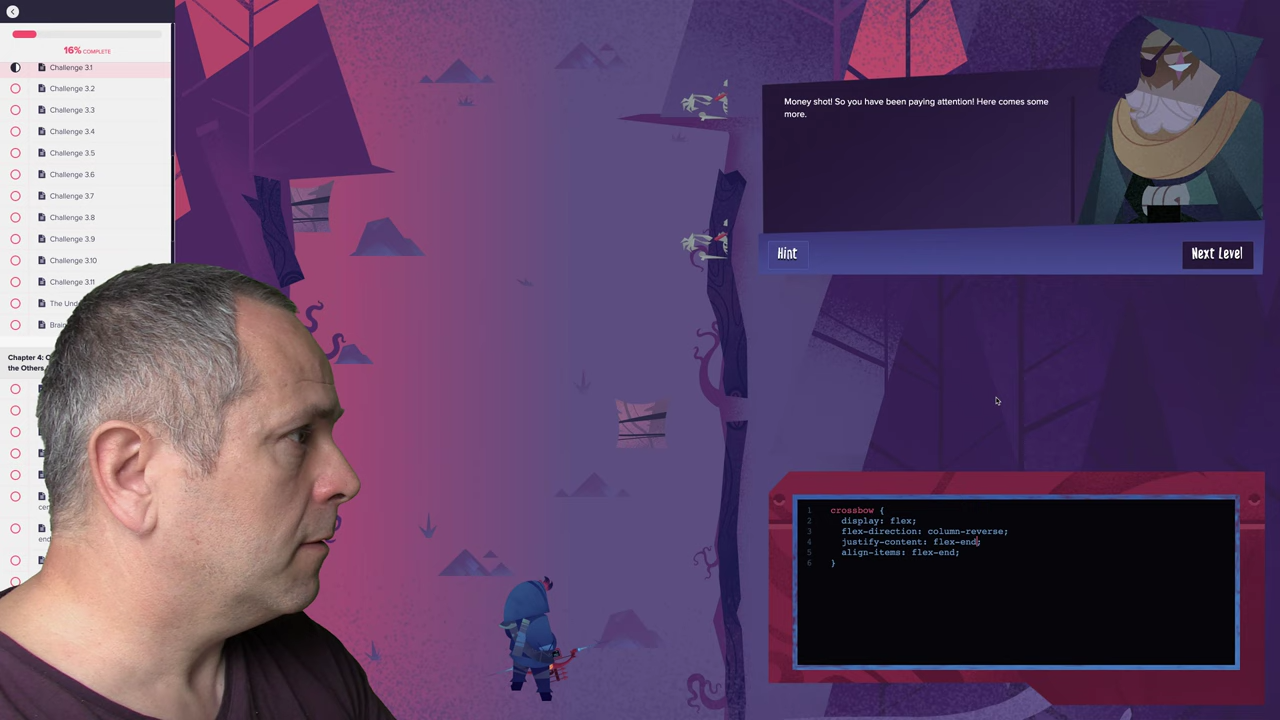 16% COMPLETE
Challenge 3.1
Challenge 3.2
Challenge 3.3
Challenge 3.4
Challenge 3.5
Challenge 3.6
Challenge 3.7
Challenge 3.8
Challenge 3.9
Challenge 3.10
Challenge 3.11
The
Chapter 4:
the Others
Money shot! So you have been paying attention! Here comes some
more.
Hint
Next Level
1 crossbow {
2 display: flex;
3 flex-direction: column-reverse;
4 justify-content: flex-end;
5 align-items: flex-end;
6 }